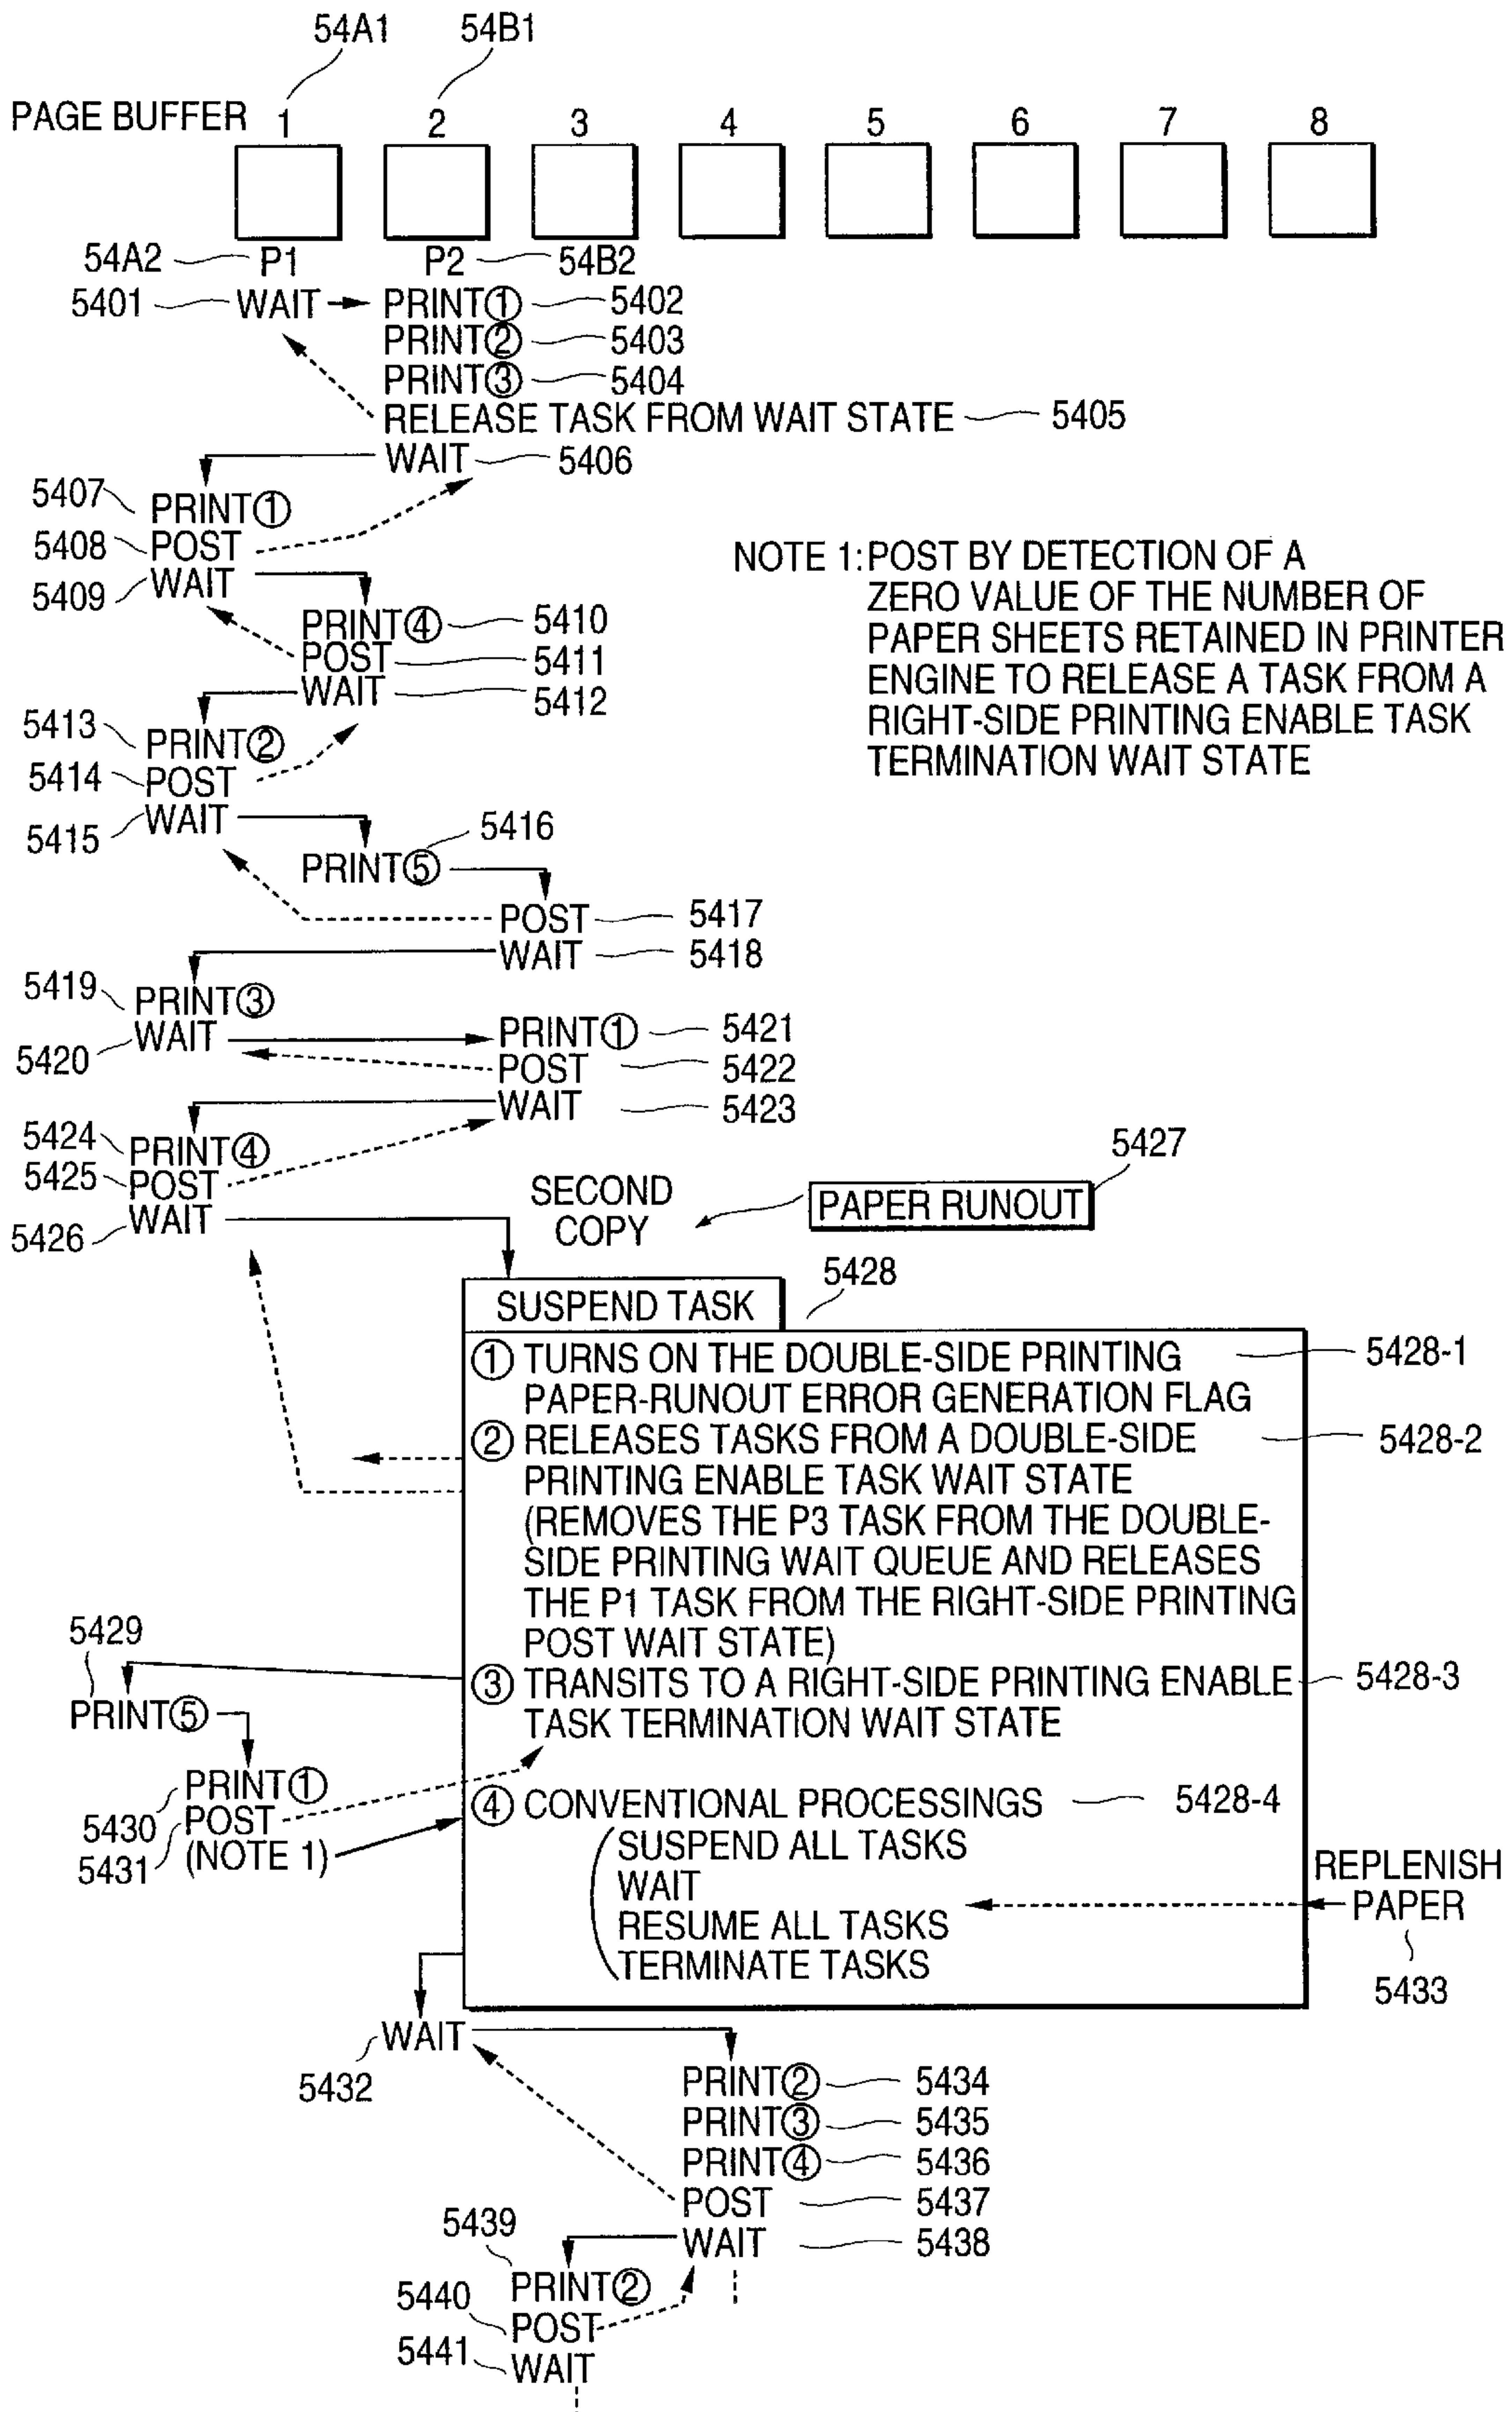 54A1 54B1
PAGE BUFFER 1 2 3 4 5 6 7 8
54A2 P1 P2 54B2
5401 WAIT PRINT① 5402
PRINT② 5403
PRINT③ 5404
RELEASE TASK FROM WAIT STATE 5405
WAIT 5406
5407 PRINT①
5408 POST
5409 WAIT
NOTE 1: POST BY DETECTION OF A
ZERO VALUE OF THE NUMBER OF
PAPER SHEETS RETAINED IN PRINTER
ENGINE TO RELEASE A TASK FROM A
RIGHT-SIDE PRINTING ENABLE TASK
TERMINATION WAIT STATE
PRINT④ 5410
POST 5411
WAIT 5412
5413 PRINT②
5414 POST
5415 WAIT
PRINT⑤ 5416
POST 5417
WAIT 5418
5419 PRINT③
5420 WAIT
PRINT① 5421
POST 5422
WAIT 5423
5424 PRINT④
5425 POST
5426 WAIT
SECOND
COPY
PAPER RUNOUT 5427
SUSPEND TASK 5428
① TURNS ON THE DOUBLE-SIDE PRINTING 5428-1
PAPER-RUNOUT ERROR GENERATION FLAG
② RELEASES TASKS FROM A DOUBLE-SIDE 5428-2
PRINTING ENABLE TASK WAIT STATE
(REMOVES THE P3 TASK FROM THE DOUBLE-
SIDE PRINTING WAIT QUEUE AND RELEASES
THE P1 TASK FROM THE RIGHT-SIDE PRINTING
POST WAIT STATE)
③ TRANSITS TO A RIGHT-SIDE PRINTING ENABLE 5428-3
TASK TERMINATION WAIT STATE
5429
PRINT⑤
5430 PRINT①
5431 POST
(NOTE 1)
④ CONVENTIONAL PROCESSINGS 5428-4
SUSPEND ALL TASKS
WAIT
RESUME ALL TASKS
TERMINATE TASKS
REPLENISH
PAPER
5433
WAIT
5432
PRINT② 5434
PRINT③ 5435
PRINT④ 5436
POST 5437
WAIT 5438
5439 PRINT②
5440 POST
5441 WAIT